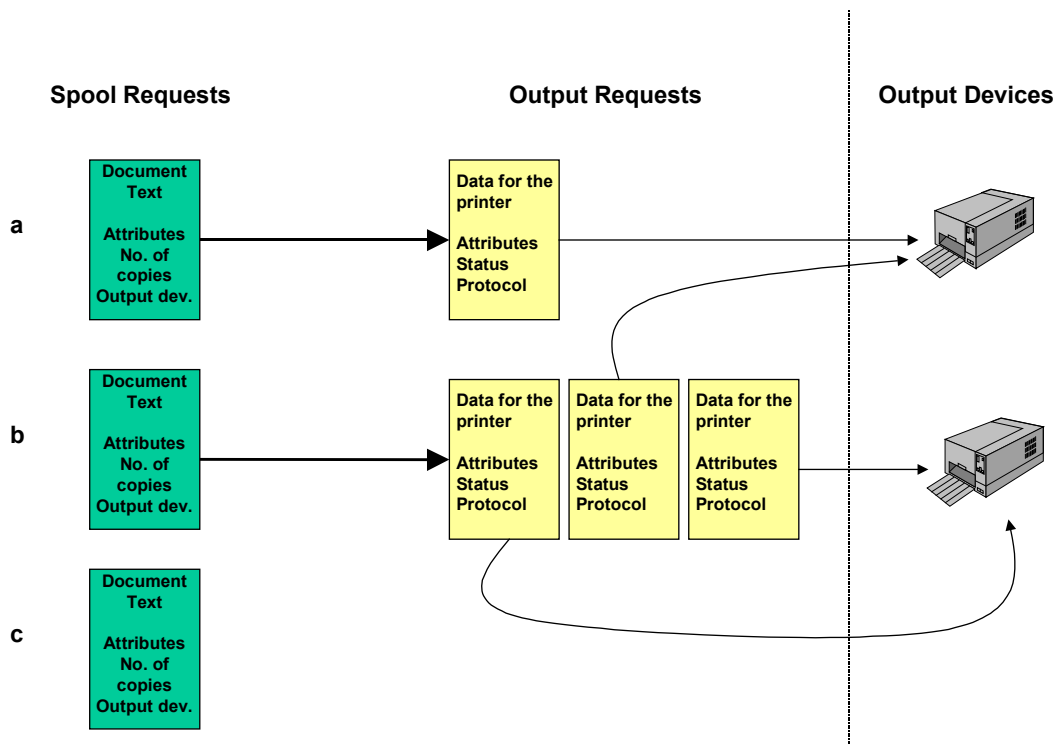 Spool Requests
Output Requests
Output Devices
a
Document
Text
Attributes
No. of
copies
Output dev.
Data for the
printer
Attributes
Status
Protocol
b
Document
Text
Attributes
No. of
copies
Output dev.
Data for the
printer
Attributes
Status
Protocol
Data for the
printer
Attributes
Status
Protocol
Data for the
printer
Attributes
Status
Protocol
c
Document
Text
Attributes
No. of
copies
Output dev.